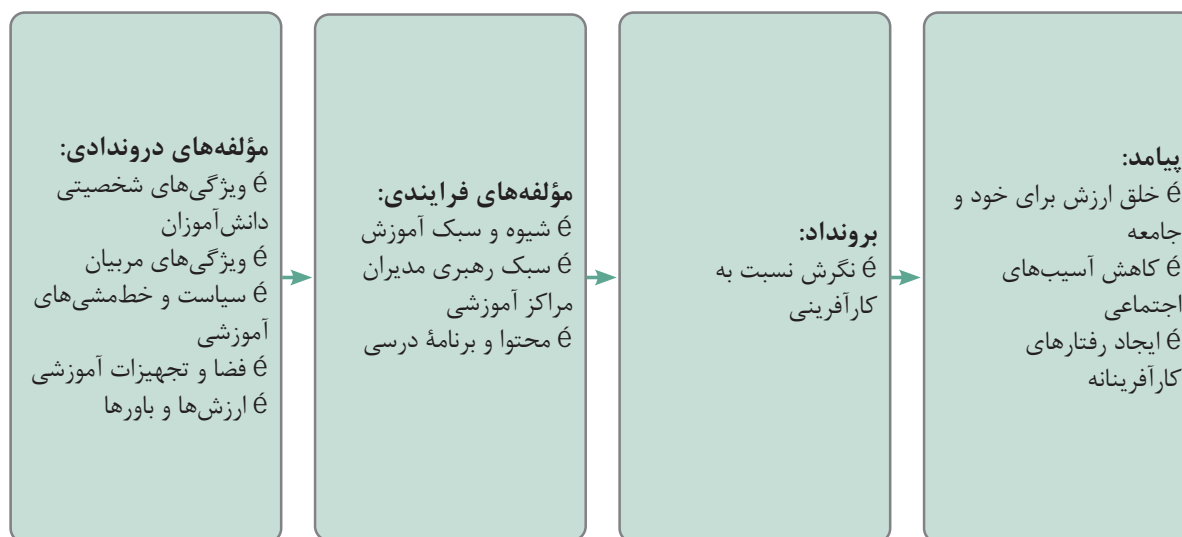 مؤلفه‌های دروندادی:
é ویژگی‌های شخصیتی
دانش‌آموزان
é ویژگی‌های مربیان
é سیاست و خط‌مشی‌های
آموزشی
é فضا و تجهیزات آموزشی
é ارزش‌ها و باورها
مؤلفه‌های فرایندی:
é شیوه و سبک آموزش
é سبک رهبری مدیران
مراکز آموزشی
é محتوا و برنامهٔ درسی
برونداد:
é نگرش نسبت به
کارآفرینی
پیامد:
é خلق ارزش برای خود و
جامعه
é کاهش آسیب‌های
اجتماعی
é ایجاد رفتارهای
کارآفرینانه